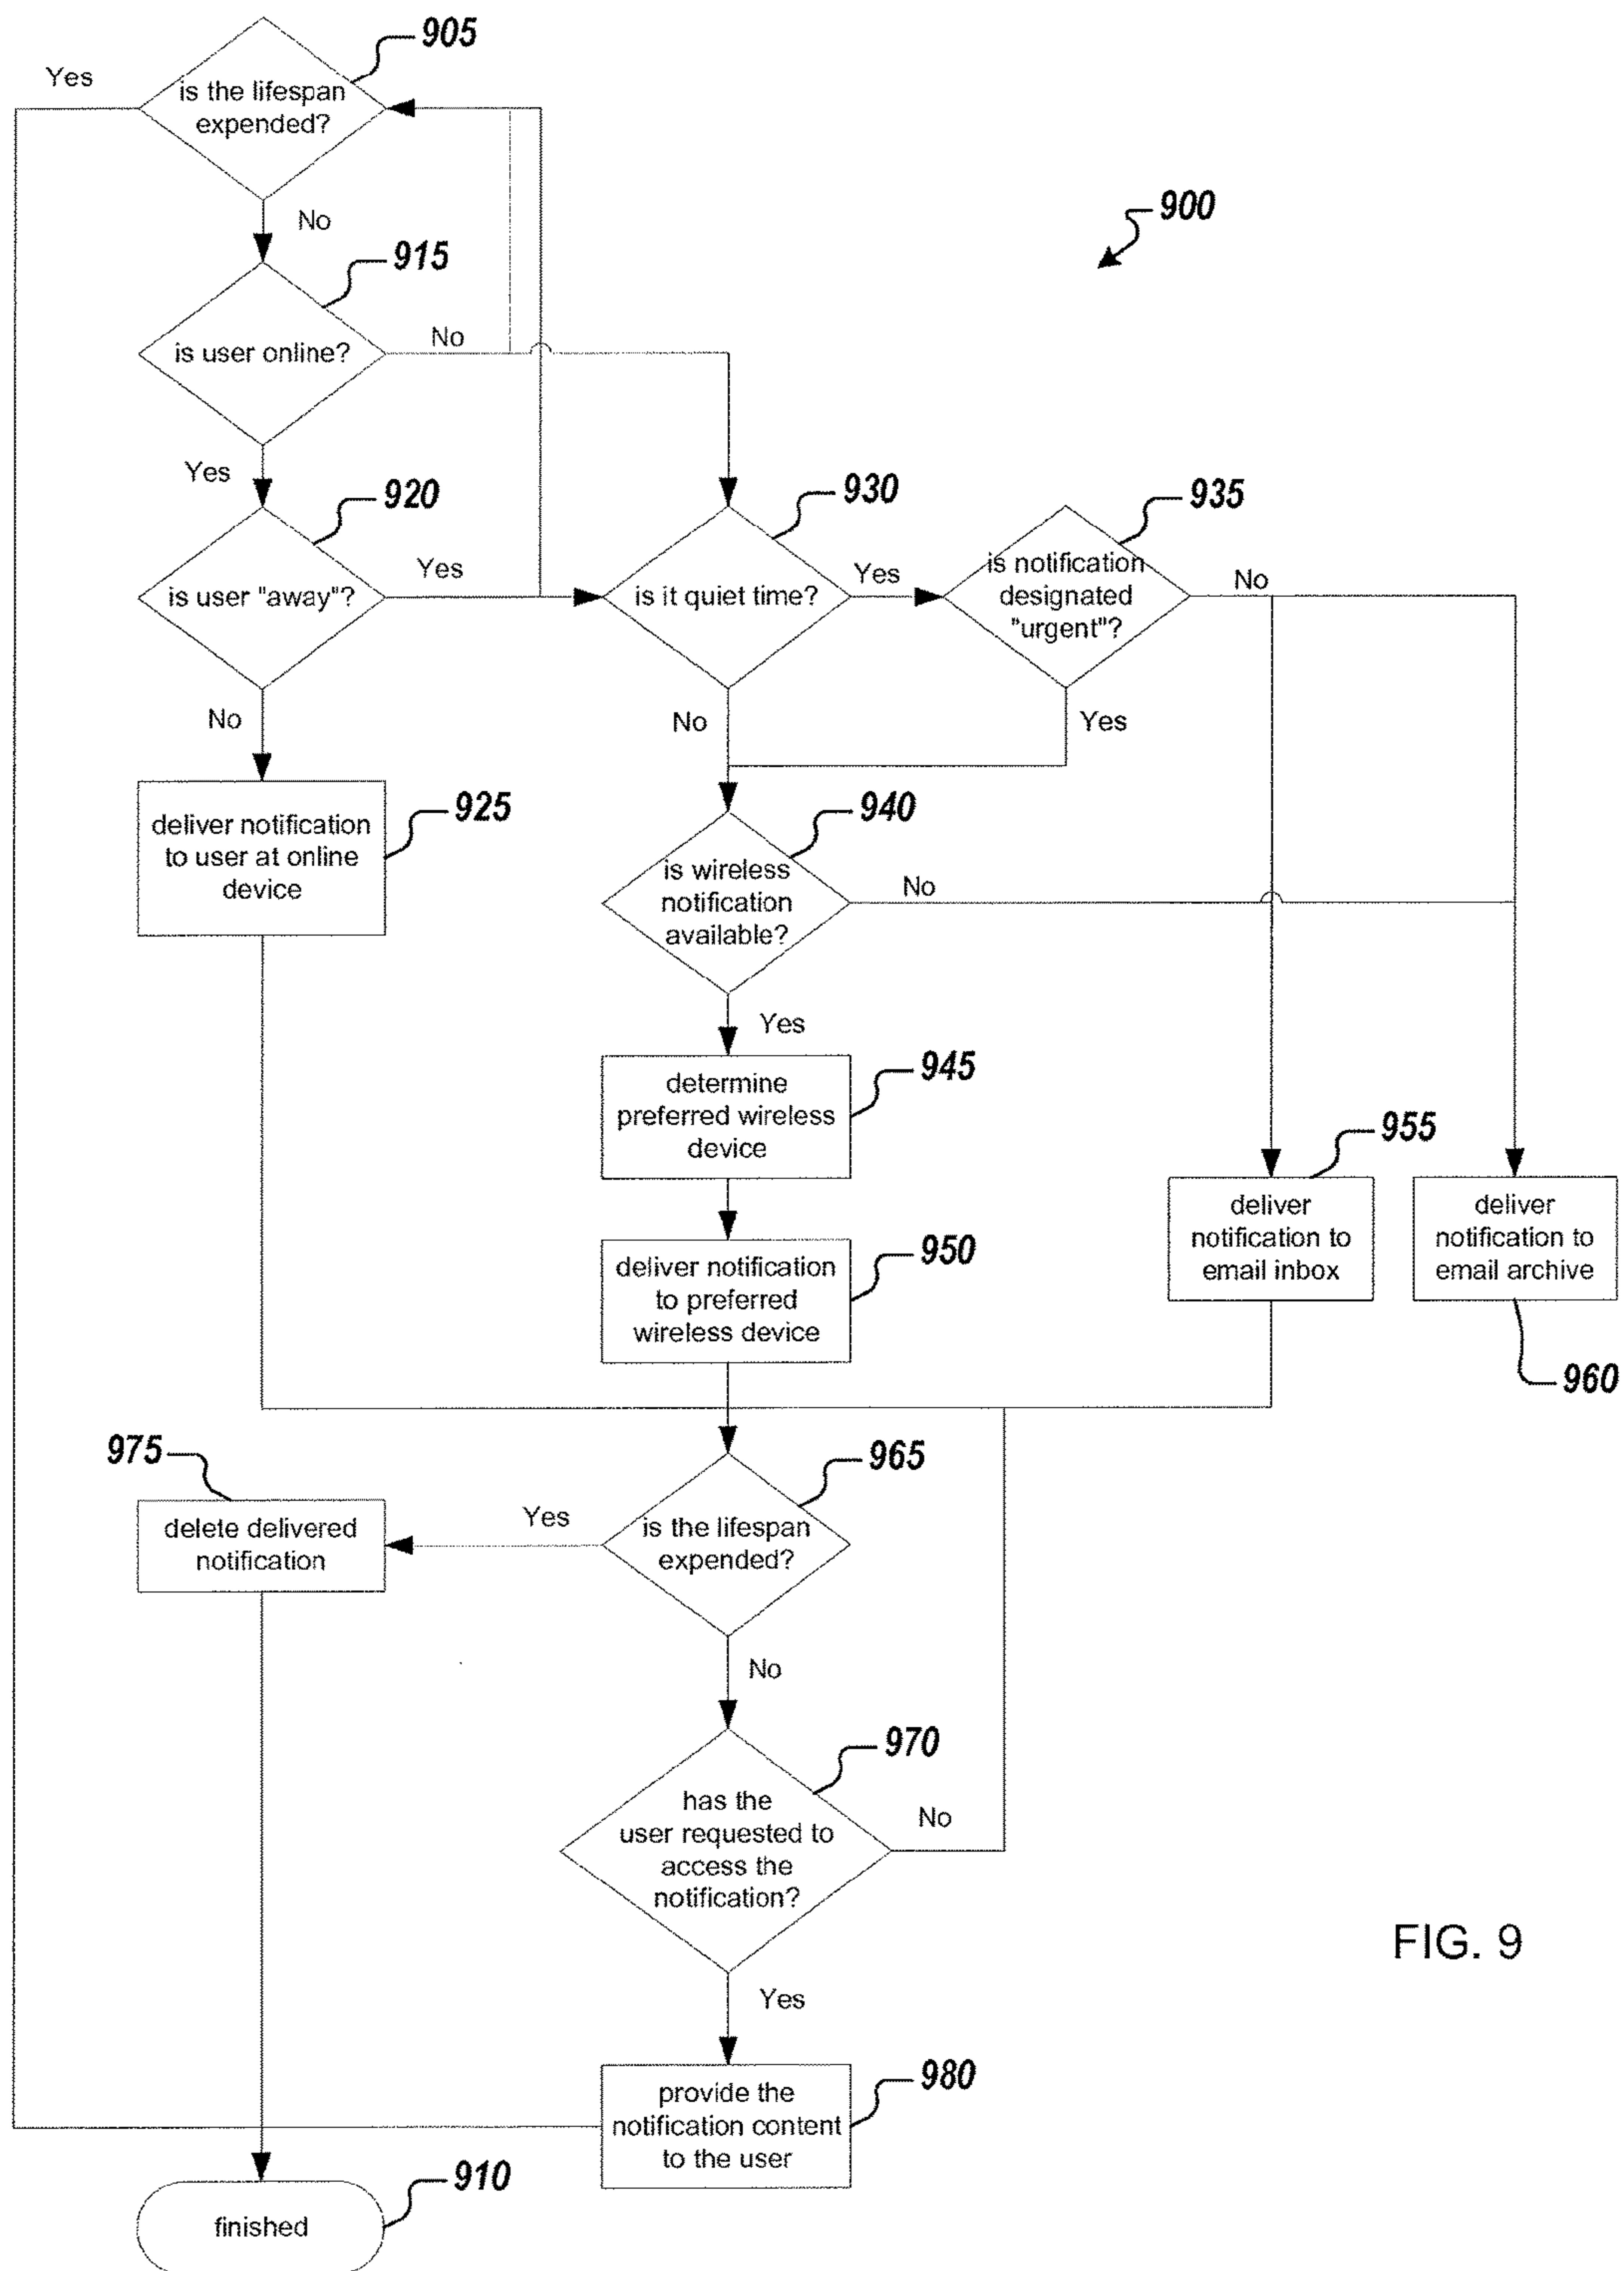 905
Yes
is the lifespan
expended?
900
No
915
No
is user online?
Yes
920
930
935
is user "away"?
Yes
is it quiet time?
Yes
is notification
designated
"urgent"?
No
No
No
Yes
deliver notification
to user at online
device
925
940
is wireless
notification
available?
No
Yes
determine
preferred wireless
device
945
955
deliver
notification to
email inbox
deliver
notification to
email archive
deliver notification
to preferred
wireless device
950
960
975
965
delete delivered
notification
Yes
is the lifespan
expended?
No
970
has the
user requested to
access the
notification?
No
FIG. 9
Yes
980
provide the
notification content
to the user
910
finished